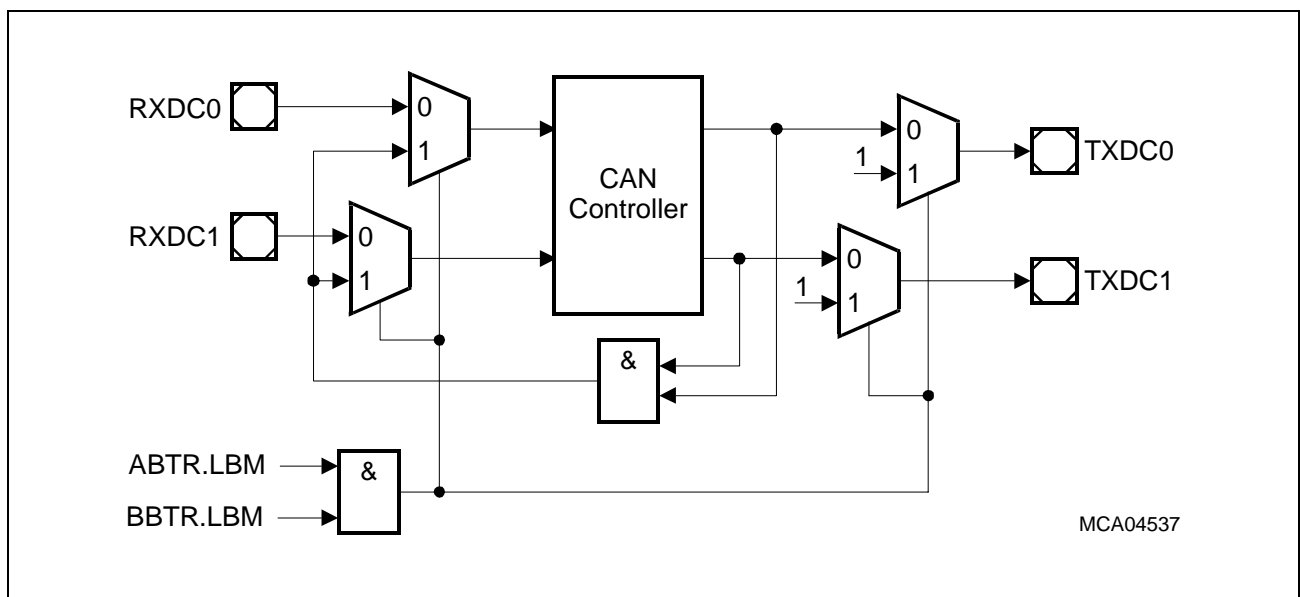 RXDC0
0
1
RXDC1
0
1
CAN
Controller
0
1
1
TXDC0
0
1
1
TXDC1
&
ABTR.LBM
BBTR.LBM
&
MCA04537